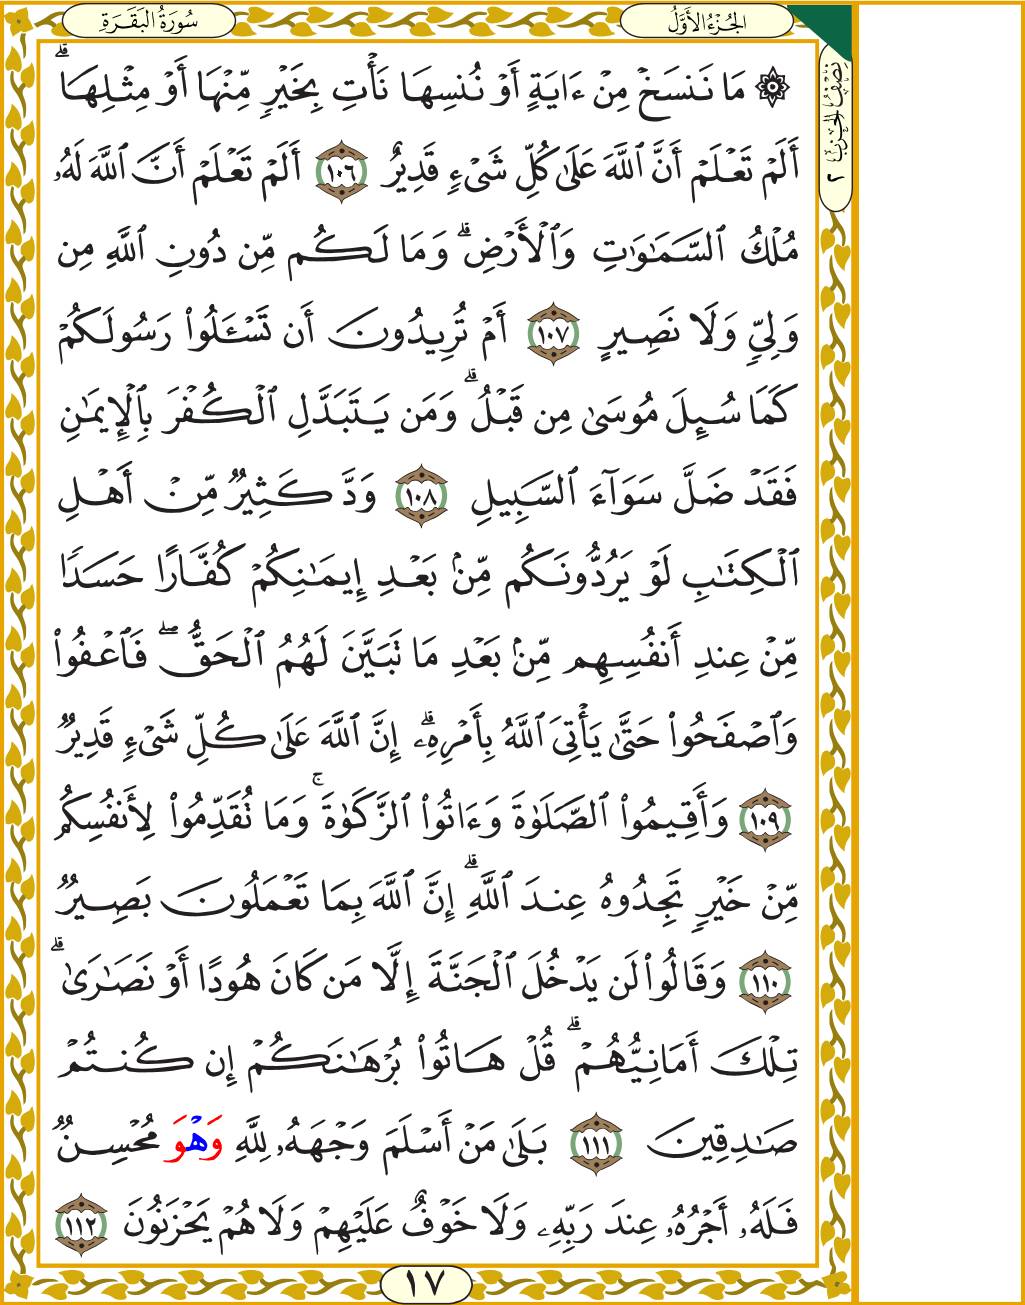 سُورَةُ البَقَرَةِ
الجُزْءُ الأَوَّلُ
نِصْفُ الحِزْبِ ٢
۞ مَا نَنسَخۡ مِنۡ ءَايَةٍ أَوۡ نُنسِهَا نَأۡتِ بِخَيۡرٖ مِّنۡهَا أَوۡ مِثۡلِهَاۗ
أَلَمۡ تَعۡلَمۡ أَنَّ ٱللَّهَ عَلَىٰ كُلِّ شَيۡءٖ قَدِيرٌ ١٠٦ أَلَمۡ تَعۡلَمۡ أَنَّ ٱللَّهَ لَهُۥ
مُلۡكُ ٱلسَّمَٰوَٰتِ وَٱلۡأَرۡضِۗ وَمَا لَكُم مِّن دُونِ ٱللَّهِ مِن
وَلِيّٖ وَلَا نَصِيرٍ ١٠٧ أَمۡ تُرِيدُونَ أَن تَسۡـَٔلُواْ رَسُولَكُمۡ
كَمَا سُئِلَ مُوسَىٰ مِن قَبۡلُۗ وَمَن يَتَبَدَّلِ ٱلۡكُفۡرَ بِٱلۡإِيمَٰنِ
فَقَدۡ ضَلَّ سَوَآءَ ٱلسَّبِيلِ ١٠٨ وَدَّ كَثِيرٞ مِّنۡ أَهۡلِ
ٱلۡكِتَٰبِ لَوۡ يَرُدُّونَكُم مِّنۢ بَعۡدِ إِيمَٰنِكُمۡ كُفَّارًا حَسَدٗا
مِّنۡ عِندِ أَنفُسِهِم مِّنۢ بَعۡدِ مَا تَبَيَّنَ لَهُمُ ٱلۡحَقُّۖ فَٱعۡفُواْ
وَٱصۡفَحُواْ حَتَّىٰ يَأۡتِيَ ٱللَّهُ بِأَمۡرِهِۦٓۗ إِنَّ ٱللَّهَ عَلَىٰ كُلِّ شَيۡءٖ قَدِيرٞ
١٠٩ وَأَقِيمُواْ ٱلصَّلَوٰةَ وَءَاتُواْ ٱلزَّكَوٰةَۚ وَمَا تُقَدِّمُواْ لِأَنفُسِكُم
مِّنۡ خَيۡرٖ تَجِدُوهُ عِندَ ٱللَّهِۗ إِنَّ ٱللَّهَ بِمَا تَعۡمَلُونَ بَصِيرٞ
١١٠ وَقَالُواْ لَن يَدۡخُلَ ٱلۡجَنَّةَ إِلَّا مَن كَانَ هُودًا أَوۡ نَصَٰرَىٰۗ
تِلۡكَ أَمَانِيُّهُمۡۗ قُلۡ هَاتُواْ بُرۡهَٰنَكُمۡ إِن كُنتُمۡ
صَٰدِقِينَ ١١١ بَلَىٰ مَنۡ أَسۡلَمَ وَجۡهَهُۥ لِلَّهِ وَهۡوَ مُحۡسِنٞ
فَلَهُۥٓ أَجۡرُهُۥ عِندَ رَبِّهِۦ وَلَا خَوۡفٌ عَلَيۡهِمۡ وَلَا هُمۡ يَحۡزَنُونَ ١١٢
١٧